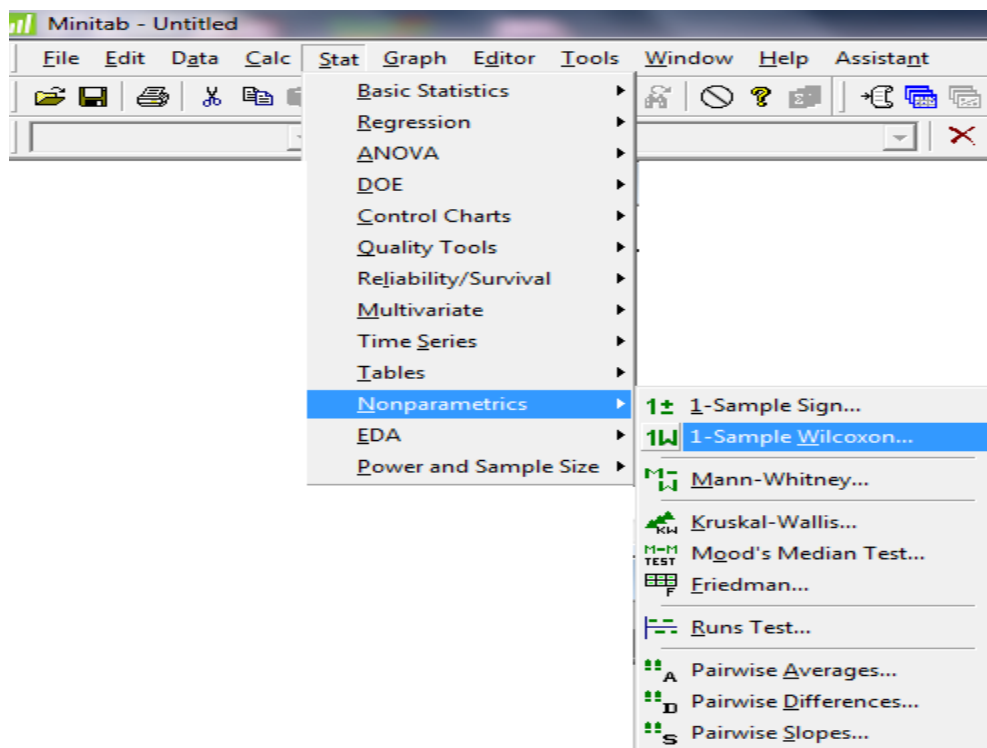 Minitab - Untitled
File Edit Data Calc Stat Graph Editor Tools Window Help Assistant
Basic Statistics
Regression
ANOVA
DOE
Control Charts
Quality Tools
Reliability/Survival
Multivariate
Time Series
Tables
Nonparametrics
EDA
Power and Sample Size
1± 1-Sample Sign...
1W 1-Sample Wilcoxon...
M-W Mann-Whitney...
KW Kruskal-Wallis...
M-M TEST Mood's Median Test...
F Friedman...
Runs Test...
A Pairwise Averages...
D Pairwise Differences...
S Pairwise Slopes...